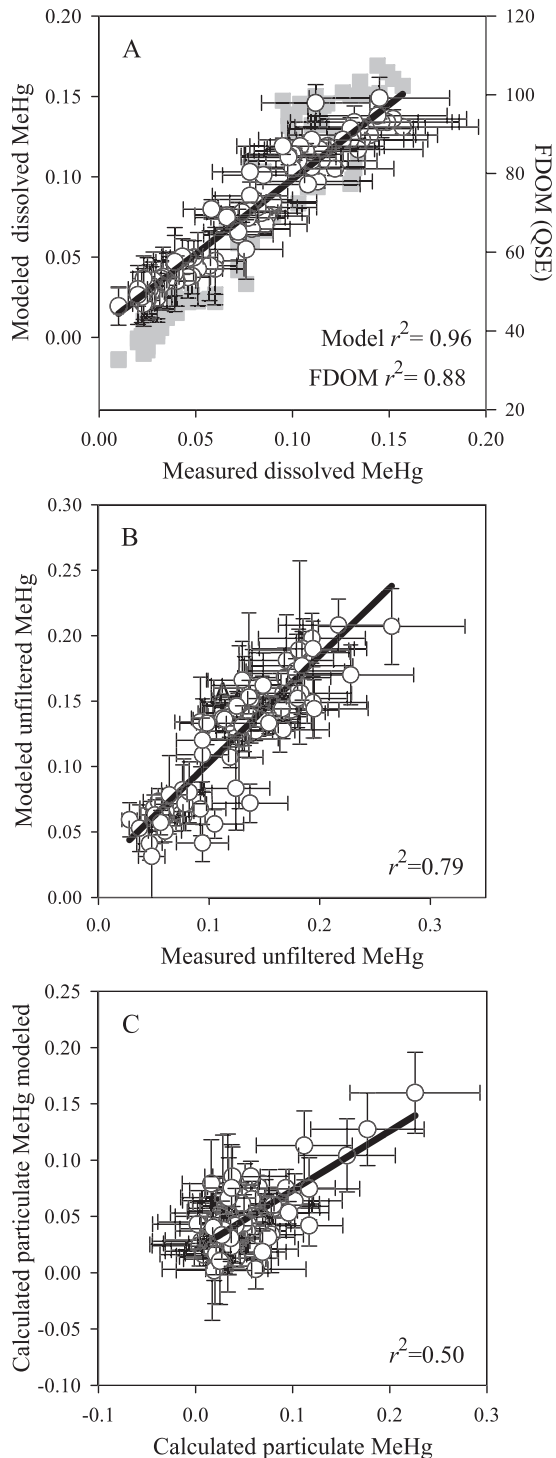 A
0.20
0.15
0.10
0.05
0.00
Modeled dissolved MeHg
120
100
80
60
40
20
FDOM (QSE)
Model r²= 0.96
FDOM r²= 0.88
0.00 0.05 0.10 0.15 0.20
Measured dissolved MeHg
B
0.30
0.25
0.20
0.15
0.10
0.05
0.00
Modeled unfiltered MeHg
r²=0.79
0.0 0.1 0.2 0.3
Measured unfiltered MeHg
C
0.25
0.20
0.15
0.10
0.05
0.00
-0.05
-0.10
Calculated particulate MeHg modeled
r²=0.50
-0.1 0.0 0.1 0.2 0.3
Calculated particulate MeHg